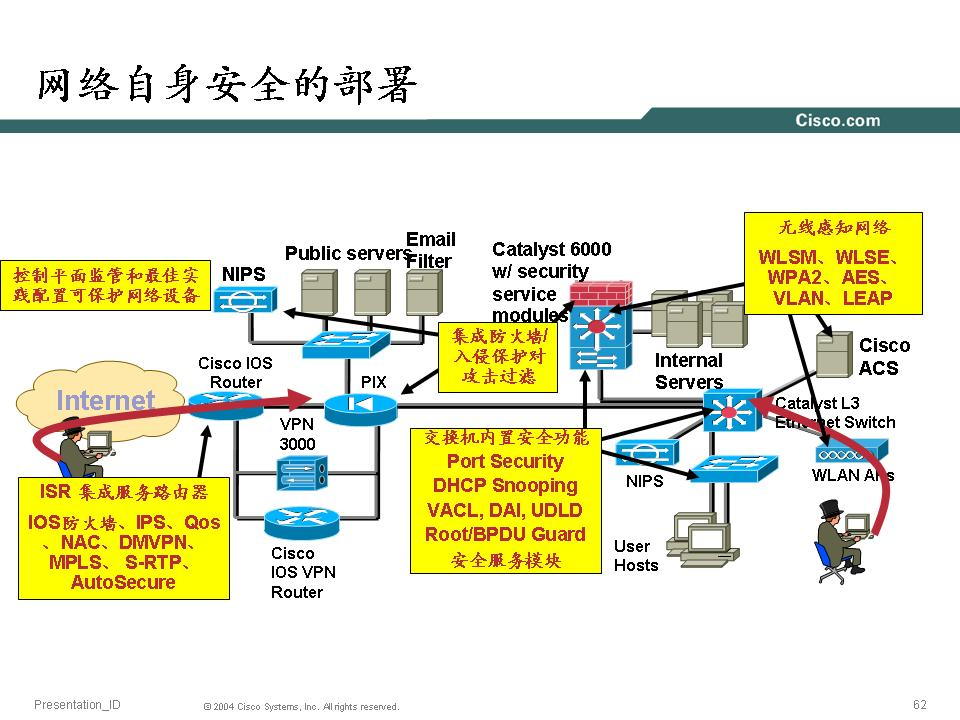 网络自身安全的部署
Cisco.com
控制平面监管和最佳实
践配置可保护网络设备
NIPS
Public servers
Email
Filter
Catalyst 6000
w/ security
service
modules
无线感知网络
WLSM、WLSE、
WPA2、AES、
VLAN、LEAP
集成防火墙/
入侵保护对
攻击过滤
Internal
Servers
Cisco
ACS
Cisco IOS
Router
PIX
Internet
VPN
3000
Catalyst L3
Ethernet Switch
交换机内置安全功能
Port Security
DHCP Snooping
VACL, DAI, UDLD
Root/BPDU Guard
安全服务模块
NIPS
WLAN APs
ISR 集成服务路由器
IOS防火墙、IPS、Qos
、NAC、DMVPN、
MPLS、 S-RTP、
AutoSecure
Cisco
IOS VPN
Router
User
Hosts
Presentation_ID
© 2004 Cisco Systems, Inc. All rights reserved.
62